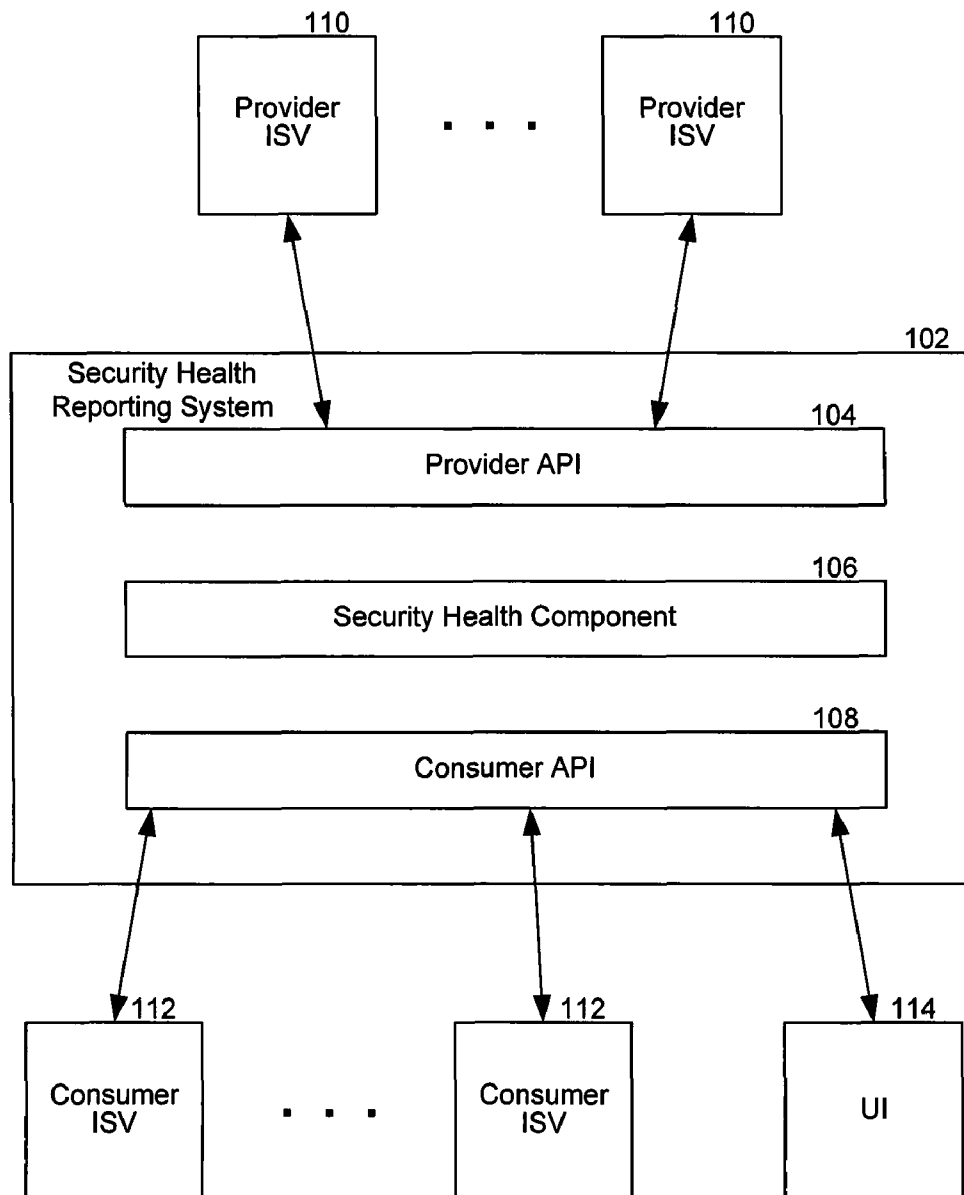 110 110
Provider
ISV
. . .
Provider
ISV
102
Security Health
Reporting System
104
Provider API
106
Security Health Component
108
Consumer API
112 112 114
Consumer
ISV
. . .
Consumer
ISV
UI